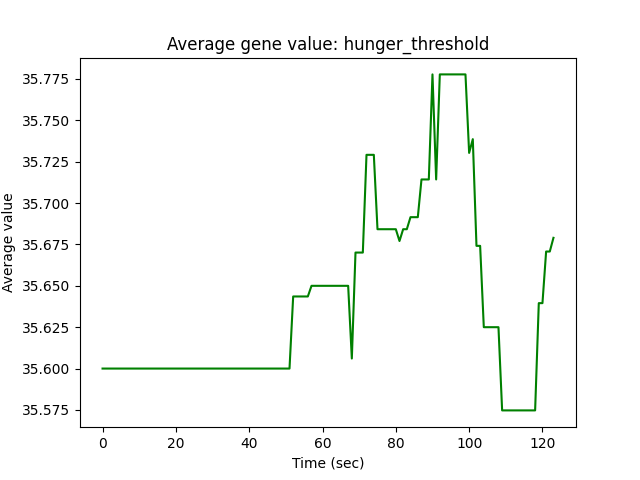 Average gene value: hunger_threshold
35.775
35.750
35.725
35.700
35.675
35.650
35.625
35.600
35.575
Average value
0 20 40 60 80 100 120
Time (sec)